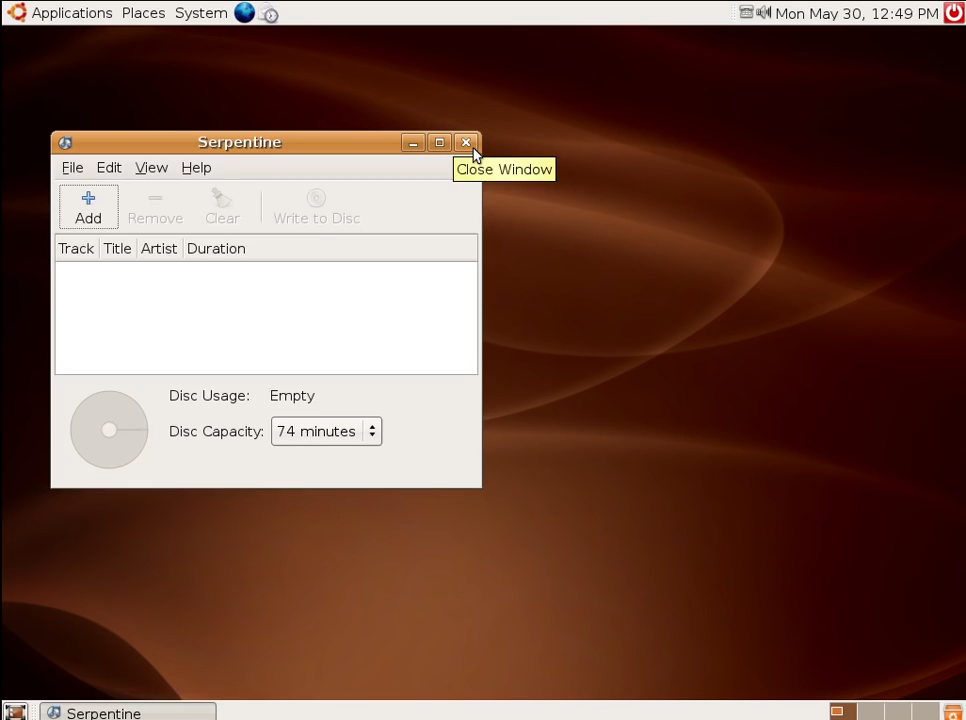 Applications Places System Mon May 30, 12:49 PM
Serpentine
File Edit View Help
Close Window
Add Remove Clear Write to Disc
Track Title Artist Duration
Disc Usage: Empty
Disc Capacity: 74 minutes
Serpentine